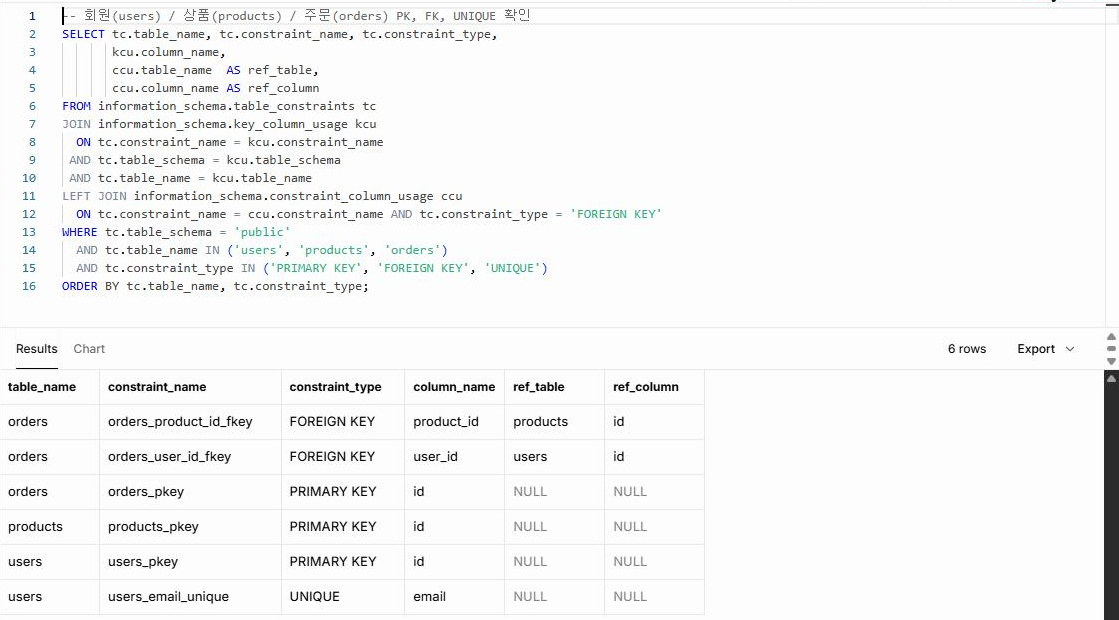 1 -- 회원(users) / 상품(products) / 주문(orders) PK, FK, UNIQUE 확인
2 SELECT tc.table_name, tc.constraint_name, tc.constraint_type,
3 kcu.column_name,
4 ccu.table_name  AS ref_table,
5 ccu.column_name AS ref_column
6 FROM information_schema.table_constraints tc
7 JOIN information_schema.key_column_usage kcu
8 ON tc.constraint_name = kcu.constraint_name
9 AND tc.table_schema = kcu.table_schema
10 AND tc.table_name = kcu.table_name
11 LEFT JOIN information_schema.constraint_column_usage ccu
12 ON tc.constraint_name = ccu.constraint_name AND tc.constraint_type = 'FOREIGN KEY'
13 WHERE tc.table_schema = 'public'
14 AND tc.table_name IN ('users', 'products', 'orders')
15 AND tc.constraint_type IN ('PRIMARY KEY', 'FOREIGN KEY', 'UNIQUE')
16 ORDER BY tc.table_name, tc.constraint_type;
Results Chart 6 rows Export
table_name constraint_name constraint_type column_name ref_table ref_column
orders orders_product_id_fkey FOREIGN KEY product_id products id
orders orders_user_id_fkey FOREIGN KEY user_id users id
orders orders_pkey PRIMARY KEY id NULL NULL
products products_pkey PRIMARY KEY id NULL NULL
users users_pkey PRIMARY KEY id NULL NULL
users users_email_unique UNIQUE email NULL NULL